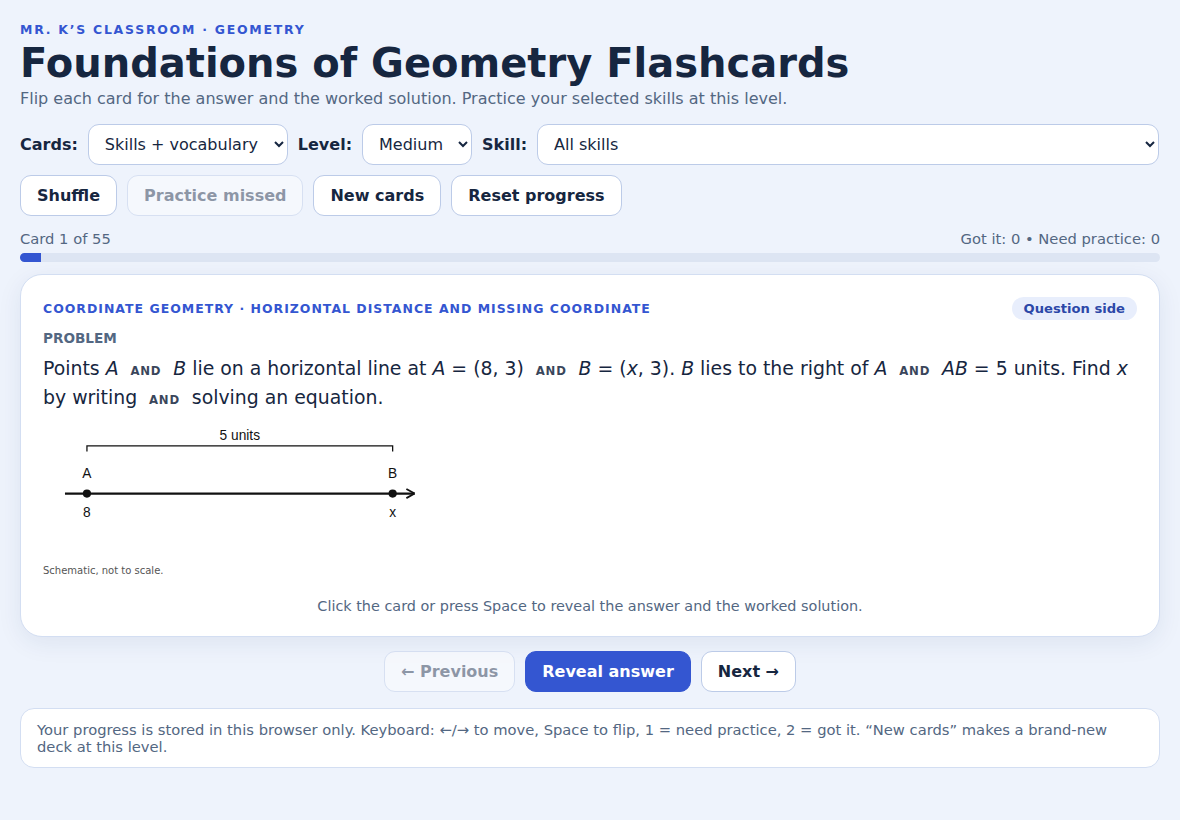 MR. K’S CLASSROOM · GEOMETRY
Foundations of Geometry Flashcards
Flip each card for the answer and the worked solution. Practice your selected skills at this level.
Cards: Skills + vocabulary Level: Medium Skill: All skills
Shuffle Practice missed New cards Reset progress
Card 1 of 55 Got it: 0 • Need practice: 0
COORDINATE GEOMETRY · HORIZONTAL DISTANCE AND MISSING COORDINATE Question side
PROBLEM
Points A AND B lie on a horizontal line at A = (8, 3) AND B = (x, 3). B lies to the right of A AND AB = 5 units. Find x
by writing AND solving an equation.
5 units
A B
8 x
Schematic, not to scale.
Click the card or press Space to reveal the answer and the worked solution.
← Previous Reveal answer Next →
Your progress is stored in this browser only. Keyboard: ←/→ to move, Space to flip, 1 = need practice, 2 = got it. “New cards” makes a brand-new
deck at this level.